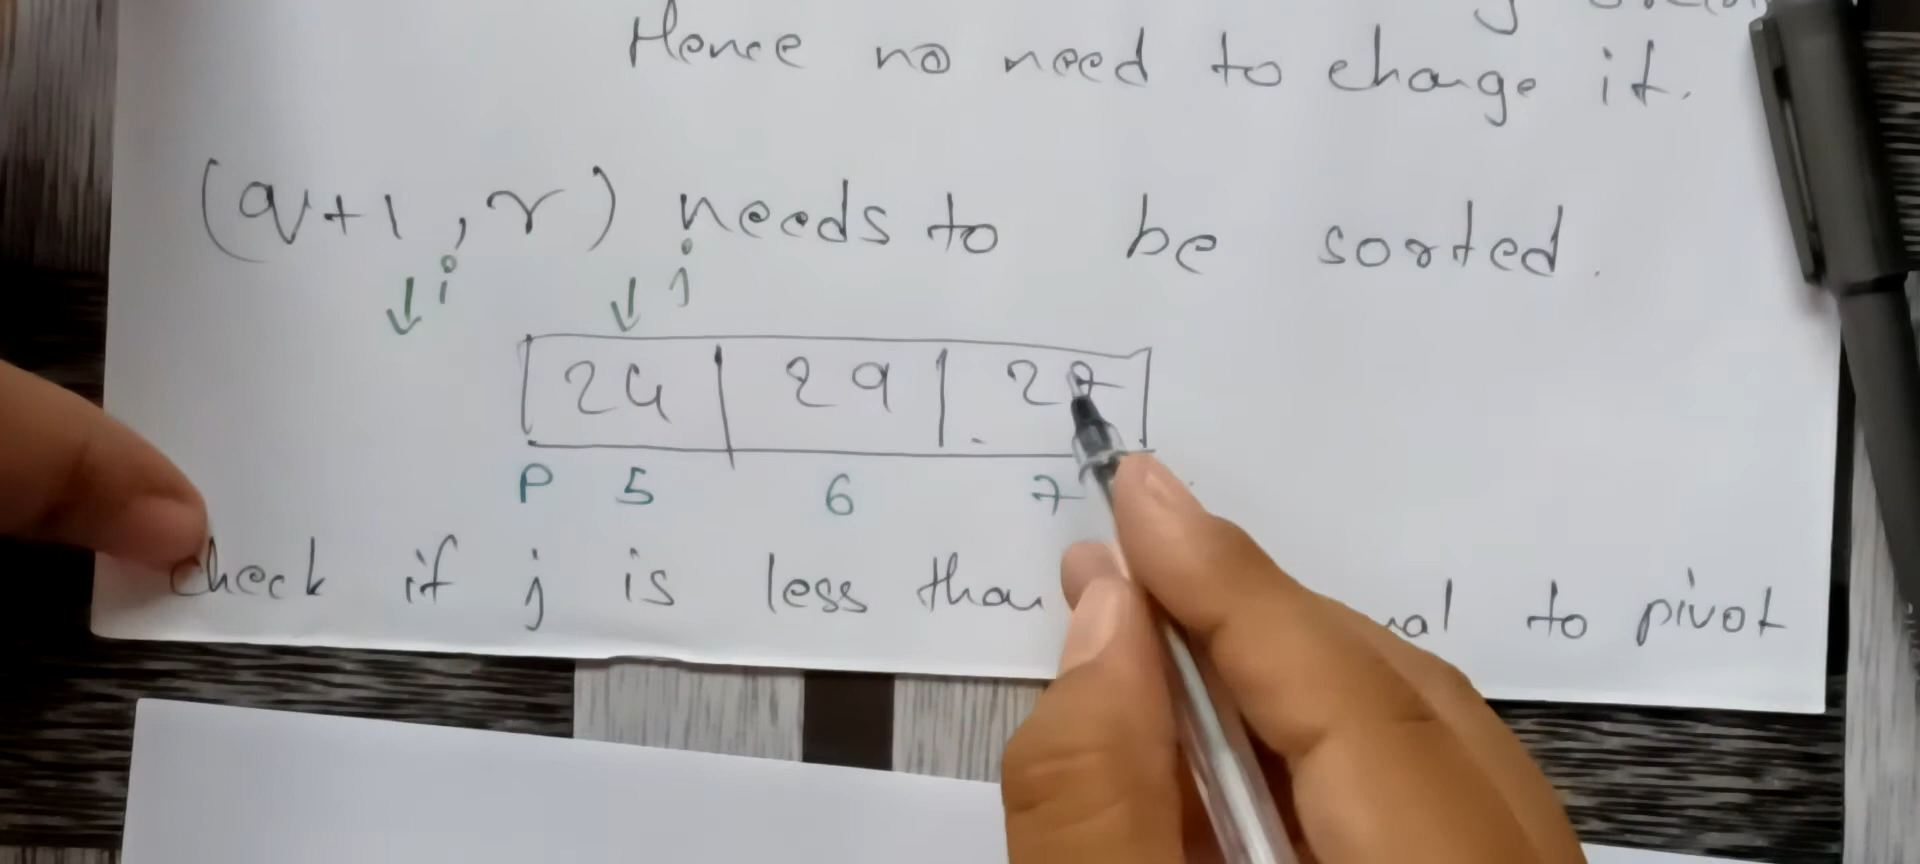 Hence no need to change it.
(q+1, r) needs to be sorted.
↓ i ↓ j
24 | 29 | 27
P 5 6 7
check if j is less than to pivot